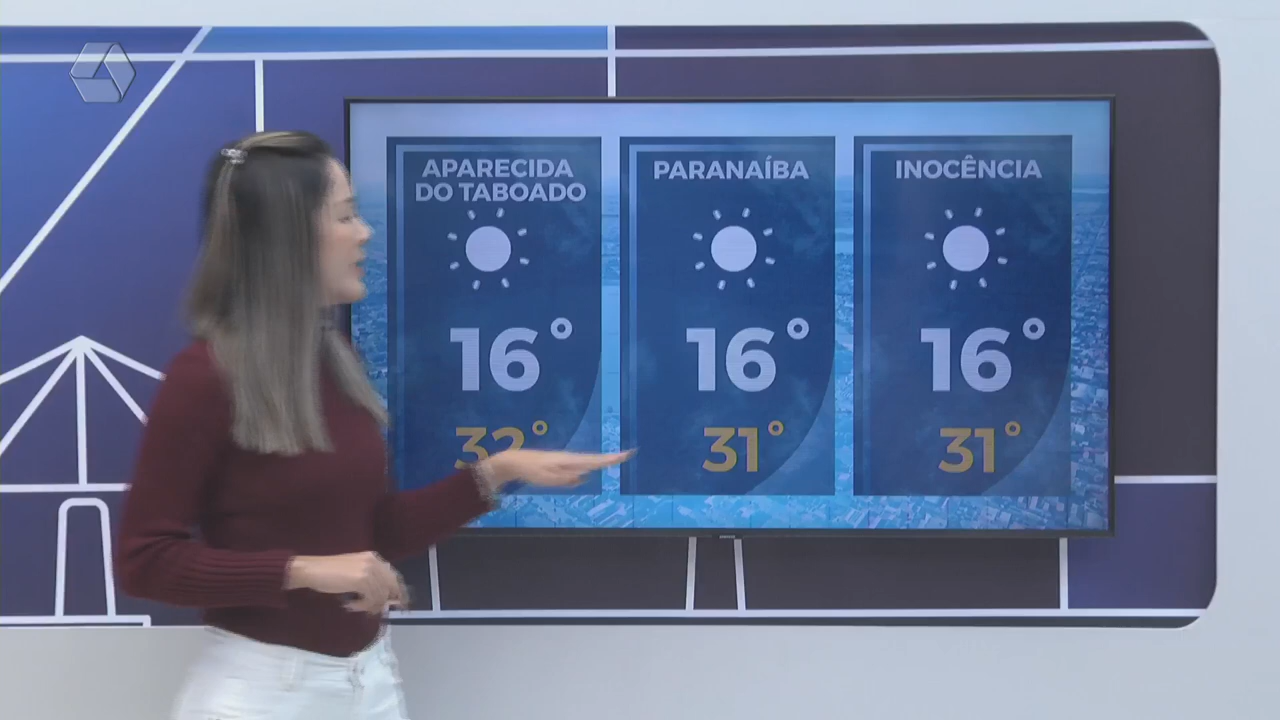 APARECIDA
DO TABOADO
16°
32°
PARANAÍBA
16°
31°
INOCÊNCIA
16°
31°